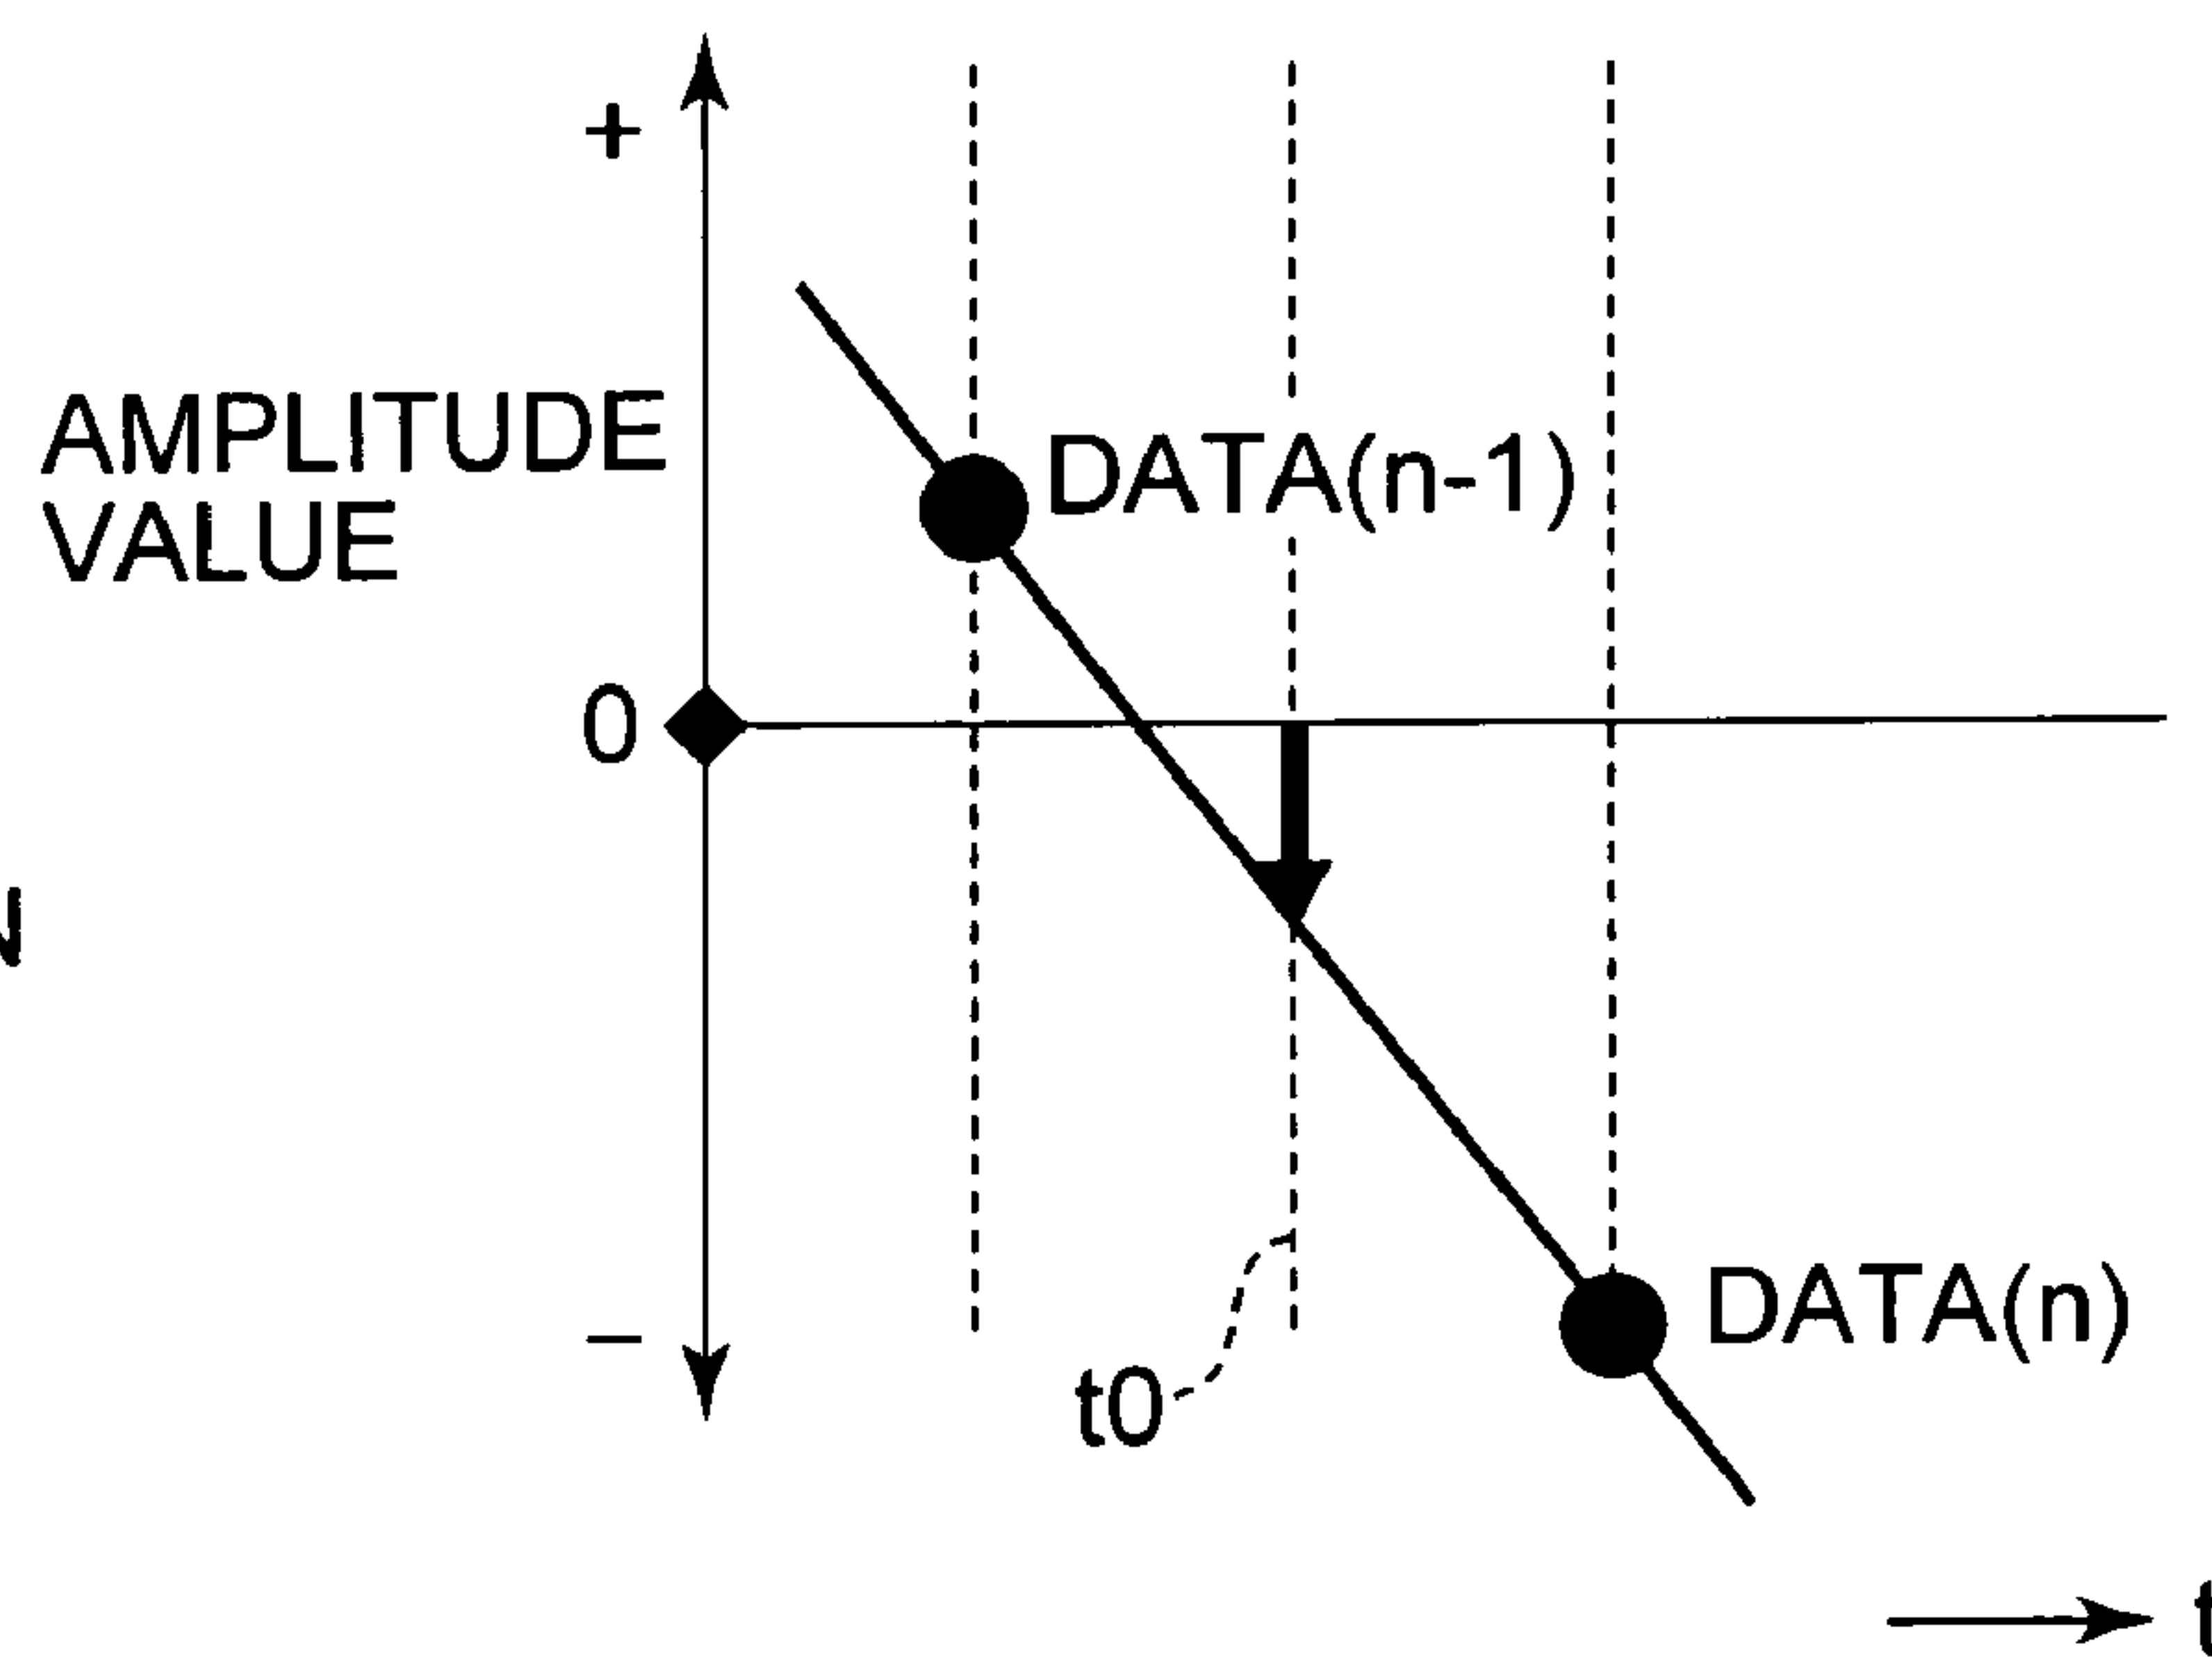 +
AMPLITUDE
VALUE
DATA(n-1)
0
DATA(n)
−
t0
t